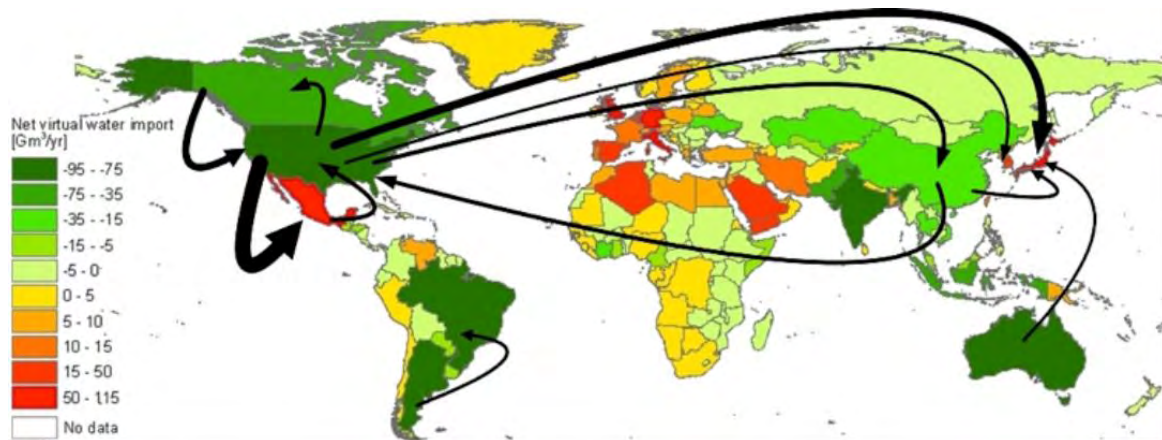 Net virtual water import
[Gm³/yr]
-95 - -75
-75 - -35
-35 - -15
-15 - -5
-5 - 0
0 - 5
5 - 10
10 - 15
15 - 50
50 - 115
No data